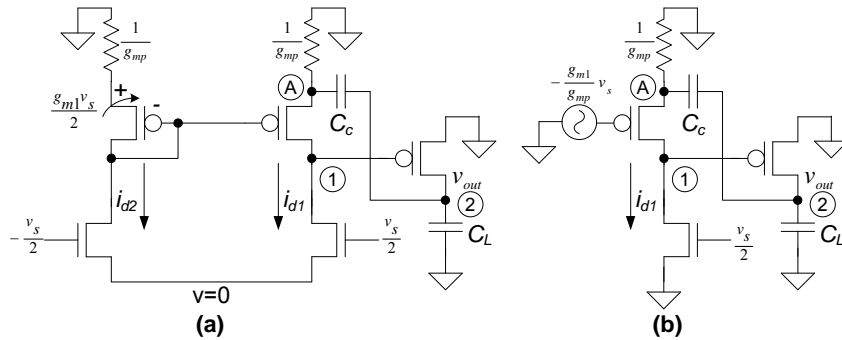 1/g_mp
1/g_mp
1/g_mp
A
A
+
-
g_m1 v_s/2
-g_m1/g_mp v_s
C_c
C_c
1
1
v_out
v_out
2
2
i_d2
i_d1
i_d1
C_L
C_L
-v_s/2
v_s/2
v_s/2
v=0
(a)
(b)